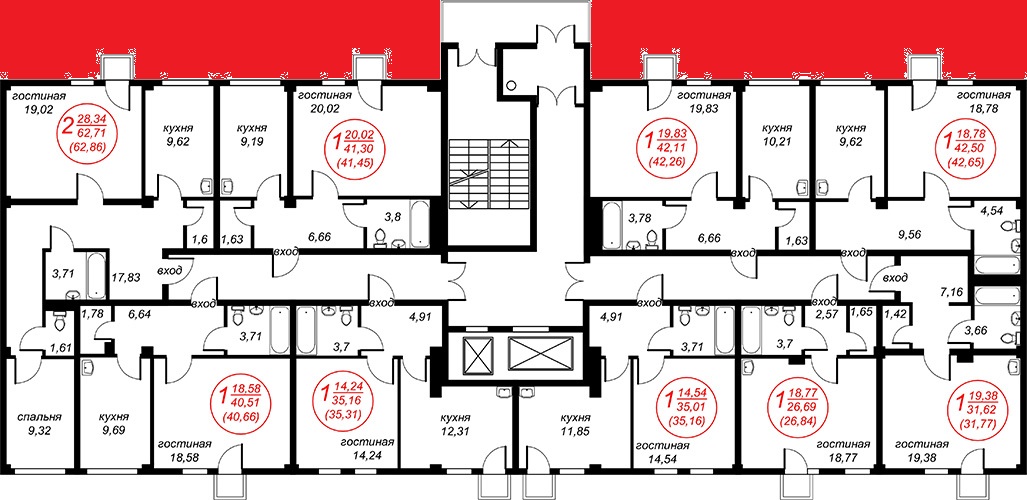 гостиная
19,02
2 28,34
62,71
(62,86)
кухня
9,62
кухня
9,19
гостиная
20,02
1 20,02
41,30
(41,45)
гостиная
19,83
1 19,83
42,11
(42,26)
кухня
10,21
кухня
9,62
гостиная
18,78
1 18,78
42,50
(42,65)
1,6
1,63
6,66
3,8
3,78
6,66
1,63
9,56
4,54
вход
вход
вход
3,71
17,83
вход
вход
7,16
вход
вход
вход
вход
1,61
1,78
6,64
3,71
3,7
4,91
4,91
3,71
3,7
2,57
1,65
1,42
3,66
спальня
9,32
кухня
9,69
1 18,58
40,51
(40,66)
гостиная
18,58
1 14,24
35,16
(35,31)
гостиная
14,24
кухня
12,31
кухня
11,85
1 14,54
35,01
(35,16)
гостиная
14,54
1 18,77
26,69
(26,84)
гостиная
18,77
1 19,38
31,62
(31,77)
гостиная
19,38